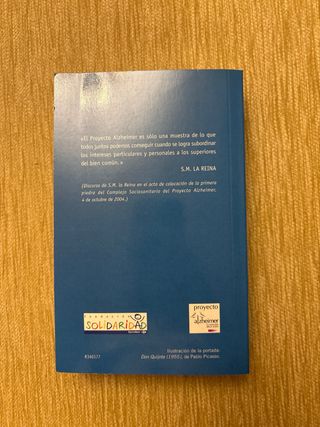 «El Proyecto Alzheimer es sólo una muestra de lo que
todos juntos podemos conseguir cuando se logra subordinar
los intereses particulares y personales a los superiores
del bien común.»
S.M. LA REINA
(Discurso de S.M. la Reina en el acto de colocación de la primera
piedra del Complejo Sociosanitario del Proyecto Alzheimer,
4 de octubre de 2004.)
FUNDACIÓN
SOLIDARIDAD
proyecto
alzheimer
Ilustración de la portada:
Don Quijote (1955), de Pablo Picasso.
8346577